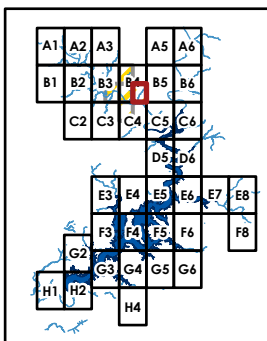 A1 A2 A3 A5 A6
B1 B2 B3 B4 B5 B6
C2 C3 C4 C5 C6
D5 D6
E3 E4 E5 E6 E7 E8
F3 F4 F5 F6 F8
G2
G3 G4 G5 G6
H1 H2
H4